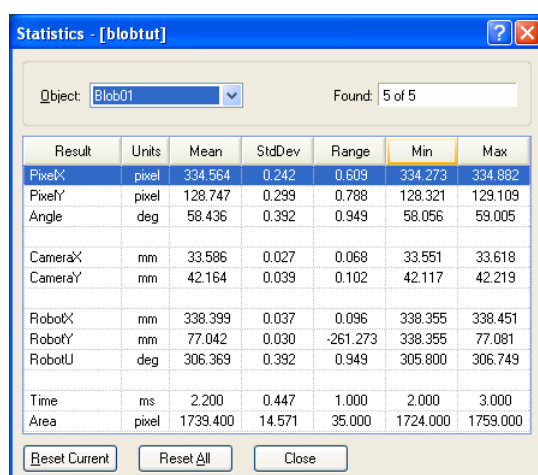 Statistics - [blobtut]
Object: Blob01 Found: 5 of 5
Result Units Mean StdDev Range Min Max
PixelX pixel 334.564 0.242 0.609 334.273 334.882
PixelY pixel 128.747 0.299 0.788 128.321 129.109
Angle deg 58.436 0.392 0.949 58.056 59.005
CameraX mm 33.586 0.027 0.068 33.551 33.618
CameraY mm 42.164 0.039 0.102 42.117 42.219
RobotX mm 338.399 0.037 0.096 338.355 338.451
RobotY mm 77.042 0.030 -261.273 338.355 77.081
RobotU deg 306.369 0.392 0.949 305.800 306.749
Time ms 2.200 0.447 1.000 2.000 3.000
Area pixel 1739.400 14.571 35.000 1724.000 1759.000
Reset Current Reset All Close